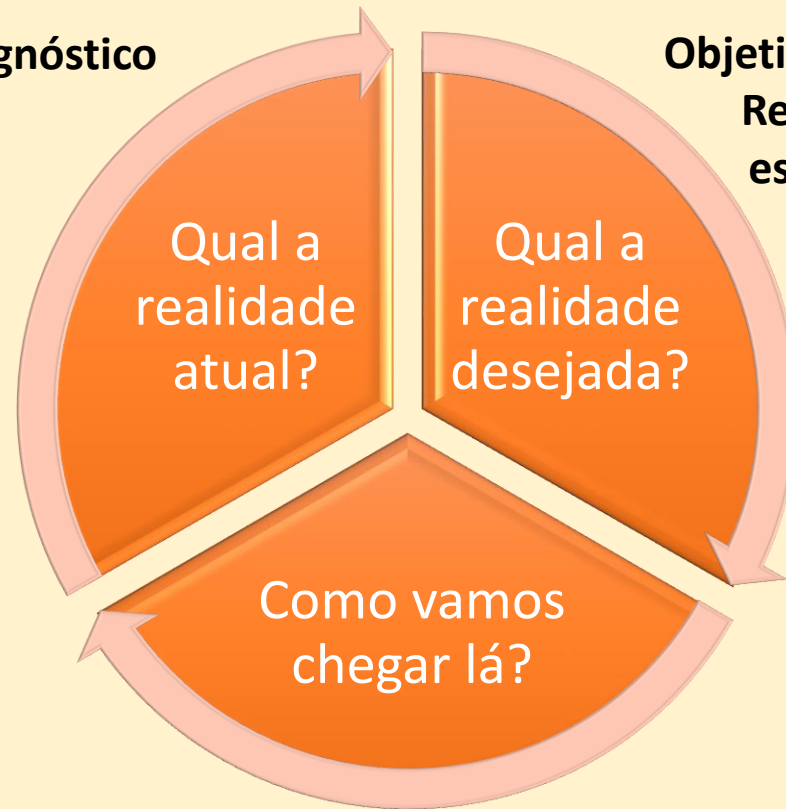 gnóstico
Objeti
Re
es
Qual a
realidade
atual?
Qual a
realidade
desejada?
Como vamos
chegar lá?